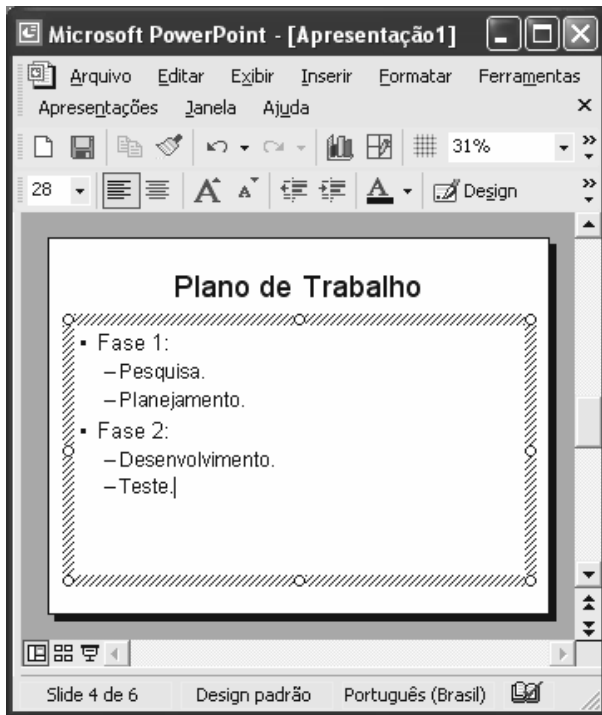 Microsoft PowerPoint - [Apresentação1]
Arquivo Editar Exibir Inserir Formatar Ferramentas
Apresentações Janela Ajuda
31%
28 A A A Design
Plano de Trabalho
▪ Fase 1:
– Pesquisa.
– Planejamento.
▪ Fase 2:
– Desenvolvimento.
– Teste.
Slide 4 de 6 Design padrão Português (Brasil)